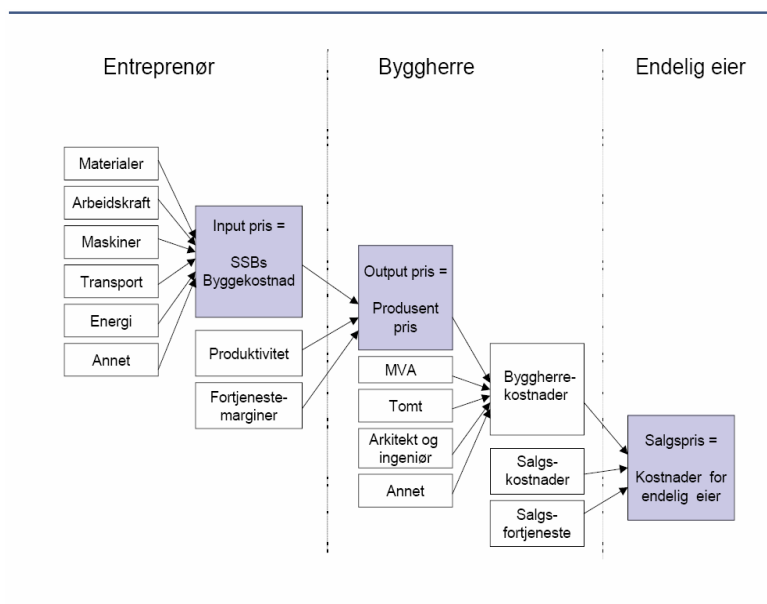 Entreprenør
Byggherre
Endelig eier
Materialer
Arbeidskraft
Maskiner
Transport
Energi
Annet
Input pris =
SSBs
Byggekostnad
Produktivitet
Fortjeneste-
marginer
Output pris =
Produsent
pris
MVA
Tomt
Arkitekt og
ingeniør
Annet
Byggherre-
kostnader
Salgs-
kostnader
Salgs-
fortjeneste
Salgspris =
Kostnader for
endelig eier